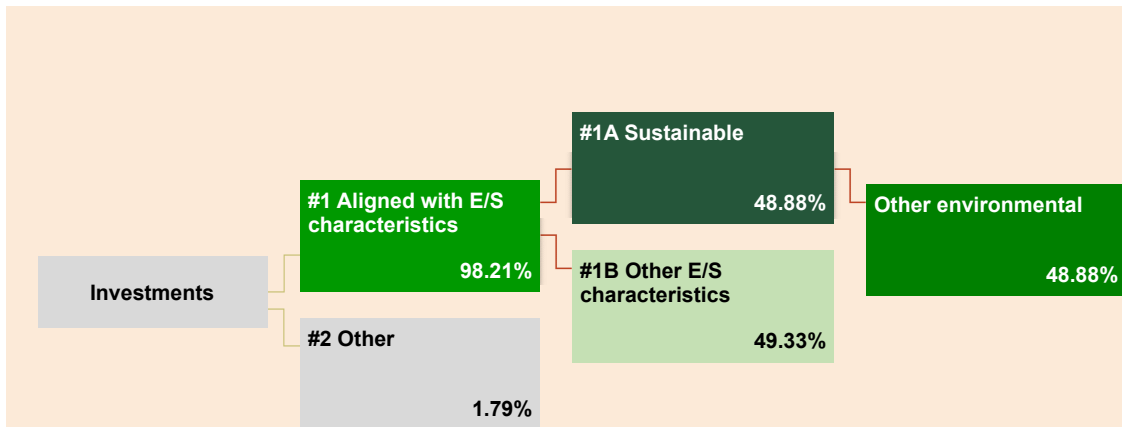 Investments
#1 Aligned with E/S
characteristics
98.21%
#2 Other
1.79%
#1A Sustainable
48.88%
#1B Other E/S
characteristics
49.33%
Other environmental
48.88%